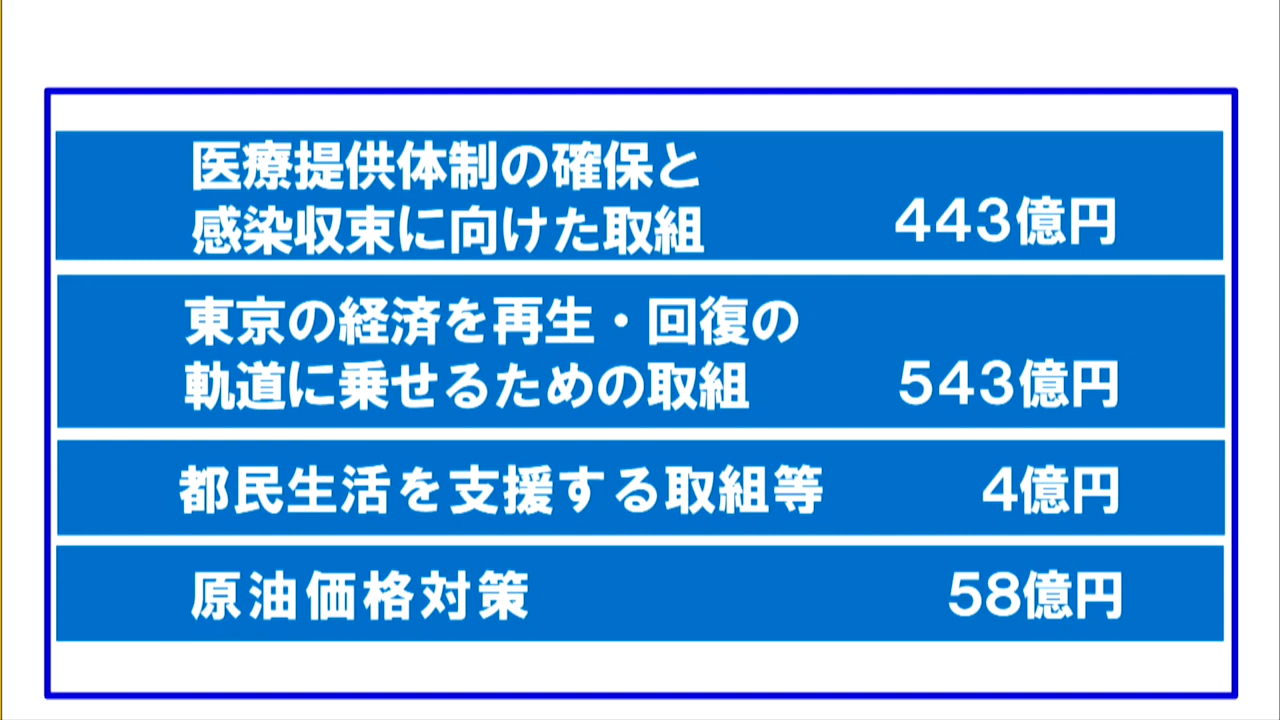 医療提供体制の確保と
感染収束に向けた取組 443億円
東京の経済を再生・回復の
軌道に乗せるための取組 543億円
都民生活を支援する取組等 4億円
原油価格対策 58億円